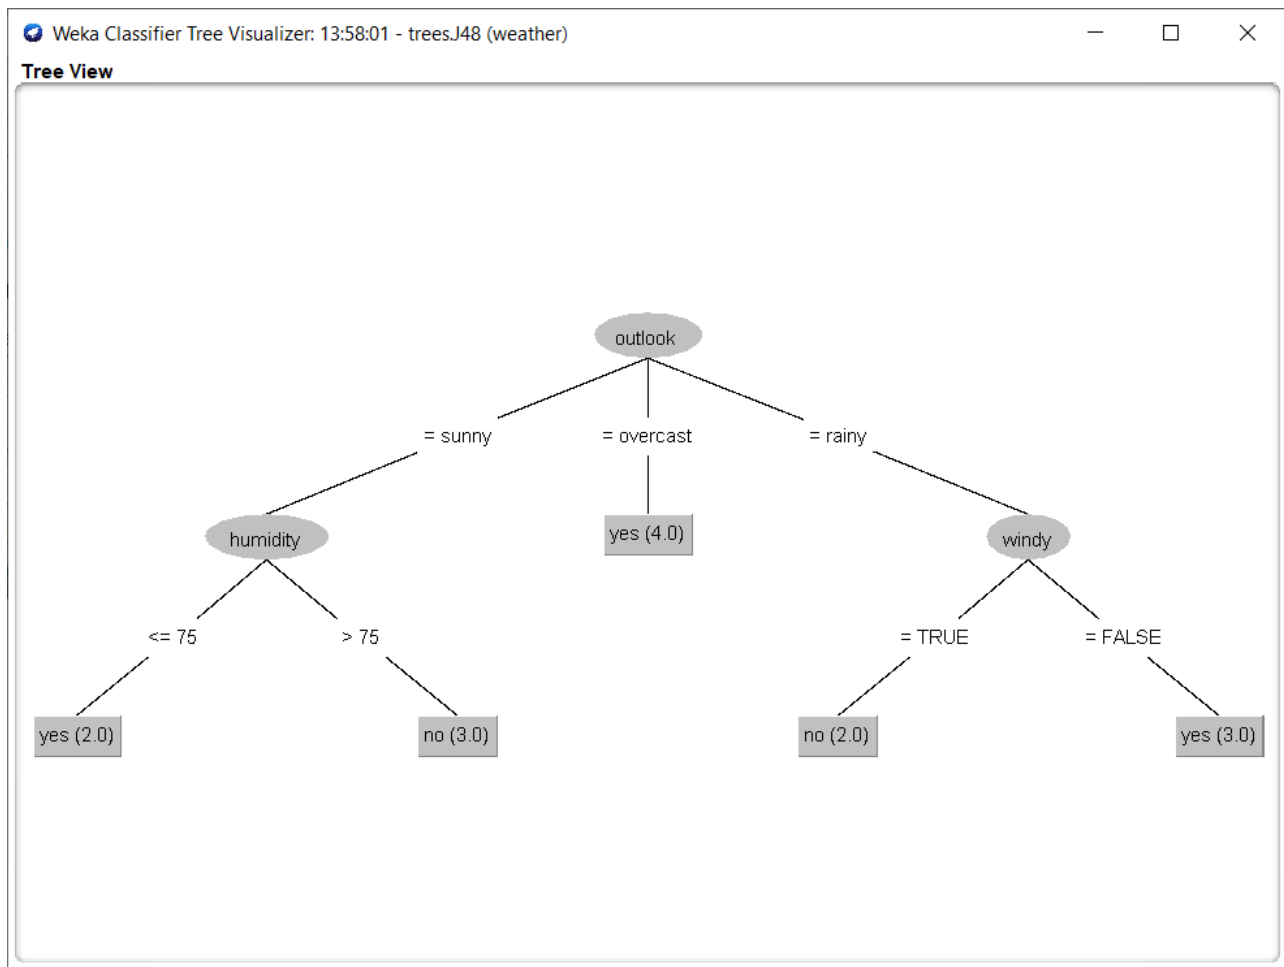 Weka Classifier Tree Visualizer: 13:58:01 - trees.J48 (weather)
Tree View
outlook
= sunny
= overcast
= rainy
humidity
yes (4.0)
windy
<= 75
> 75
= TRUE
= FALSE
yes (2.0)
no (3.0)
no (2.0)
yes (3.0)